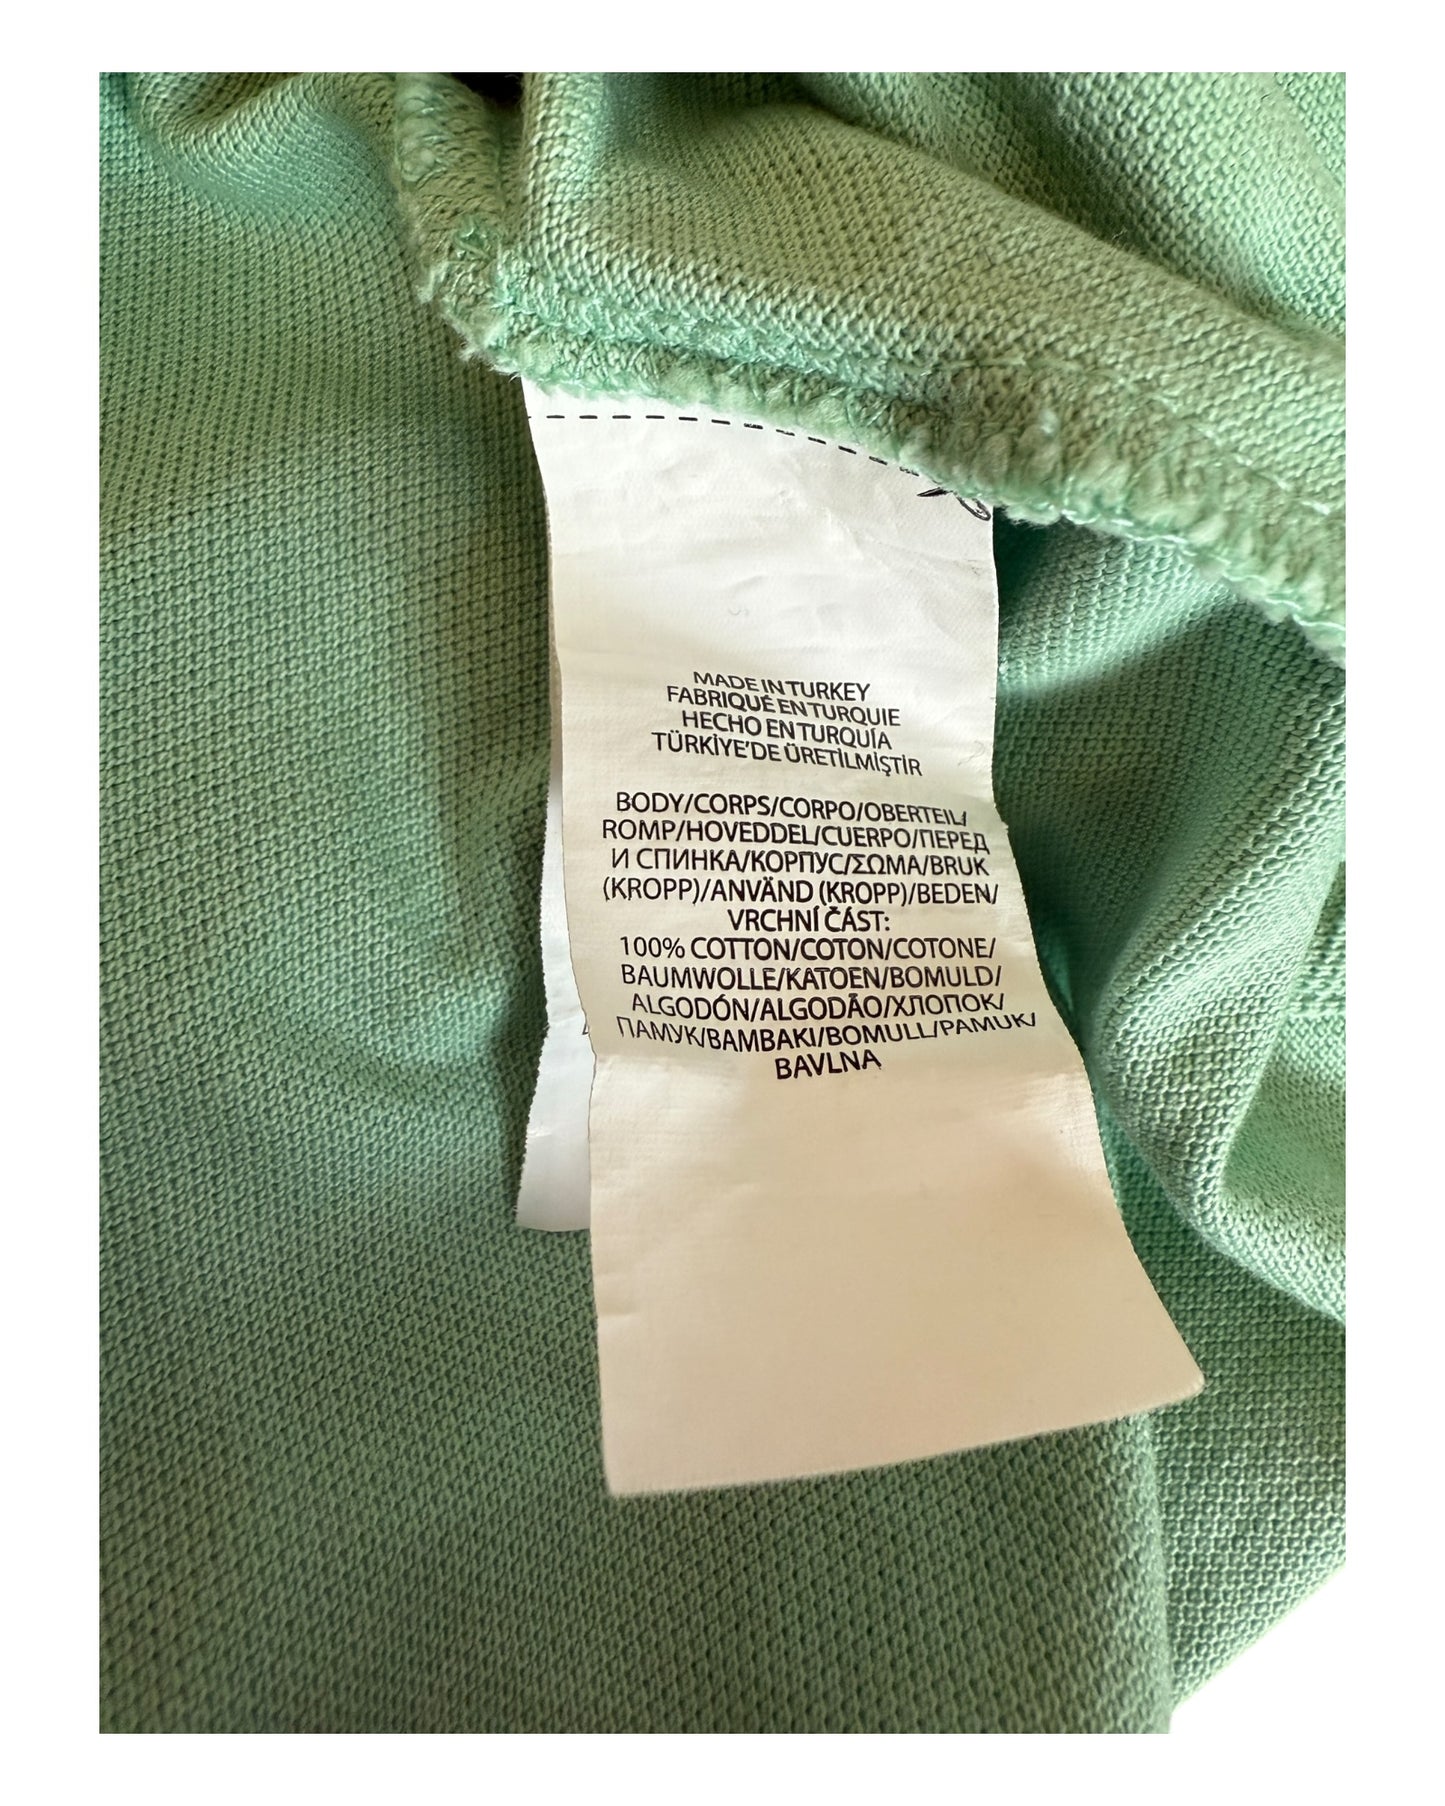 MADE IN TURKEY
FABRIQUÉ EN TURQUIE
HECHO EN TURQUÍA
TÜRKİYE'DE ÜRETİLMİŞTİR
BODY/CORPS/CORPO/OBERTEIL/
ROMP/HOVEDDEL/CUERPO/ПЕРЕД
И СПИНКА/КОРПУС/ΣΩΜΑ/BRUK
(KROPP)/ANVÄND (KROPP)/BEDEN/
VRCHNÍ ČÁST:
100% COTTON/COTON/COTONE/
BAUMWOLLE/KATOEN/BOMULD/
ALGODÓN/ALGODÃO/ХЛОПОК/
ПАМУК/BAMBAKI/BOMULL/PAMUK/
BAVLNA